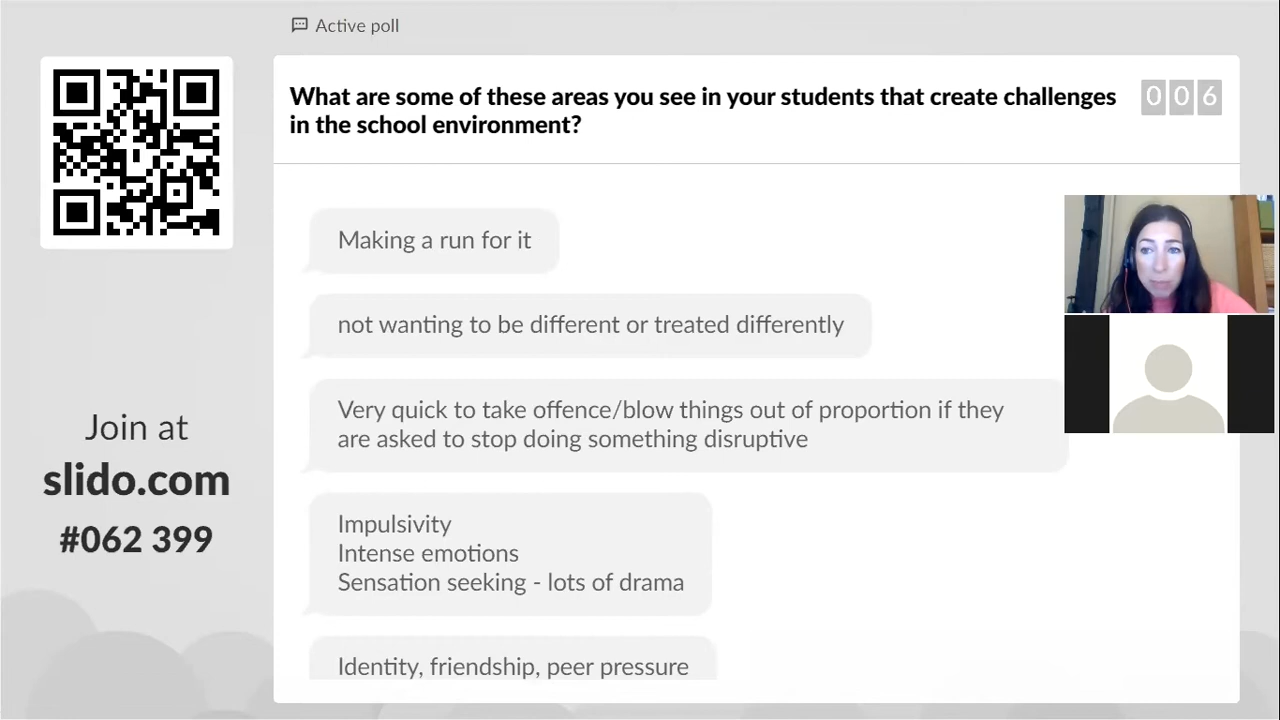 Active poll
What are some of these areas you see in your students that create challenges
in the school environment?
006
Making a run for it
not wanting to be different or treated differently
Very quick to take offence/blow things out of proportion if they
are asked to stop doing something disruptive
Impulsivity
Intense emotions
Sensation seeking - lots of drama
Identity, friendship, peer pressure
Join at
slido.com
#062 399